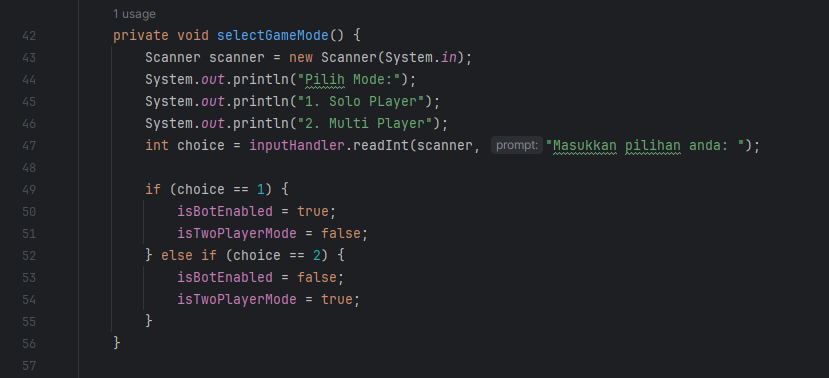 1 usage
42 private void selectGameMode() {
43 Scanner scanner = new Scanner(System.in);
44 System.out.println("Pilih Mode:");
45 System.out.println("1. Solo PLayer");
46 System.out.println("2. Multi Player");
47 int choice = inputHandler.readInt(scanner, prompt: "Masukkan pilihan anda: ");
48
49 if (choice == 1) {
50 isBotEnabled = true;
51 isTwoPlayerMode = false;
52 } else if (choice == 2) {
53 isBotEnabled = false;
54 isTwoPlayerMode = true;
55 }
56 }
57